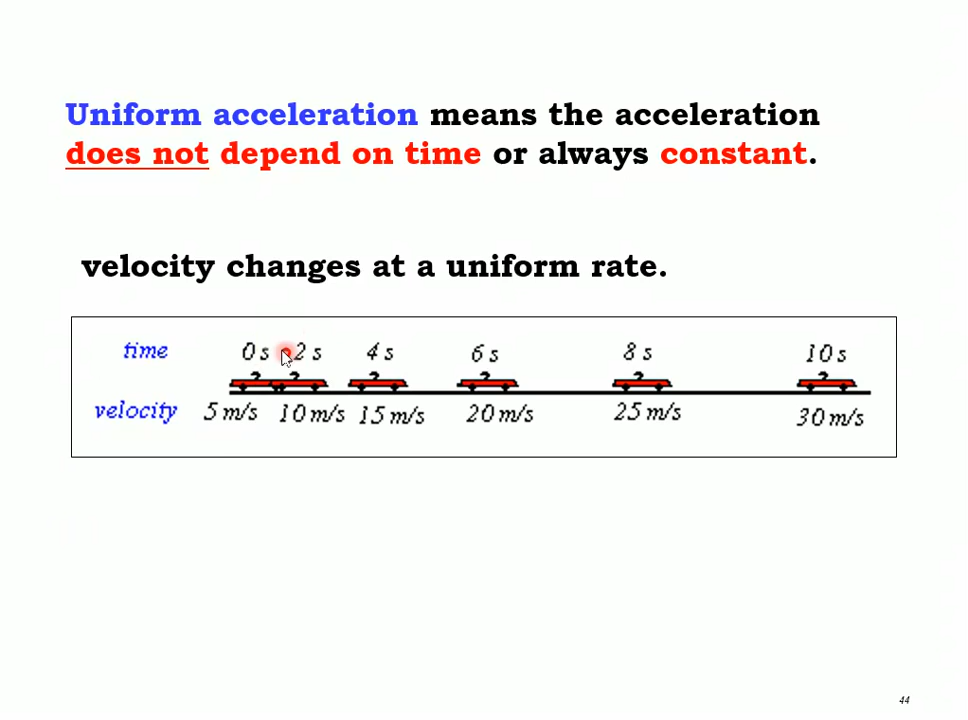 Uniform acceleration means the acceleration
does not depend on time or always constant.
velocity changes at a uniform rate.
time 0 s 2 s 4 s 6 s 8 s 10 s
velocity 5 m/s 10 m/s 15 m/s 20 m/s 25 m/s 30 m/s
44